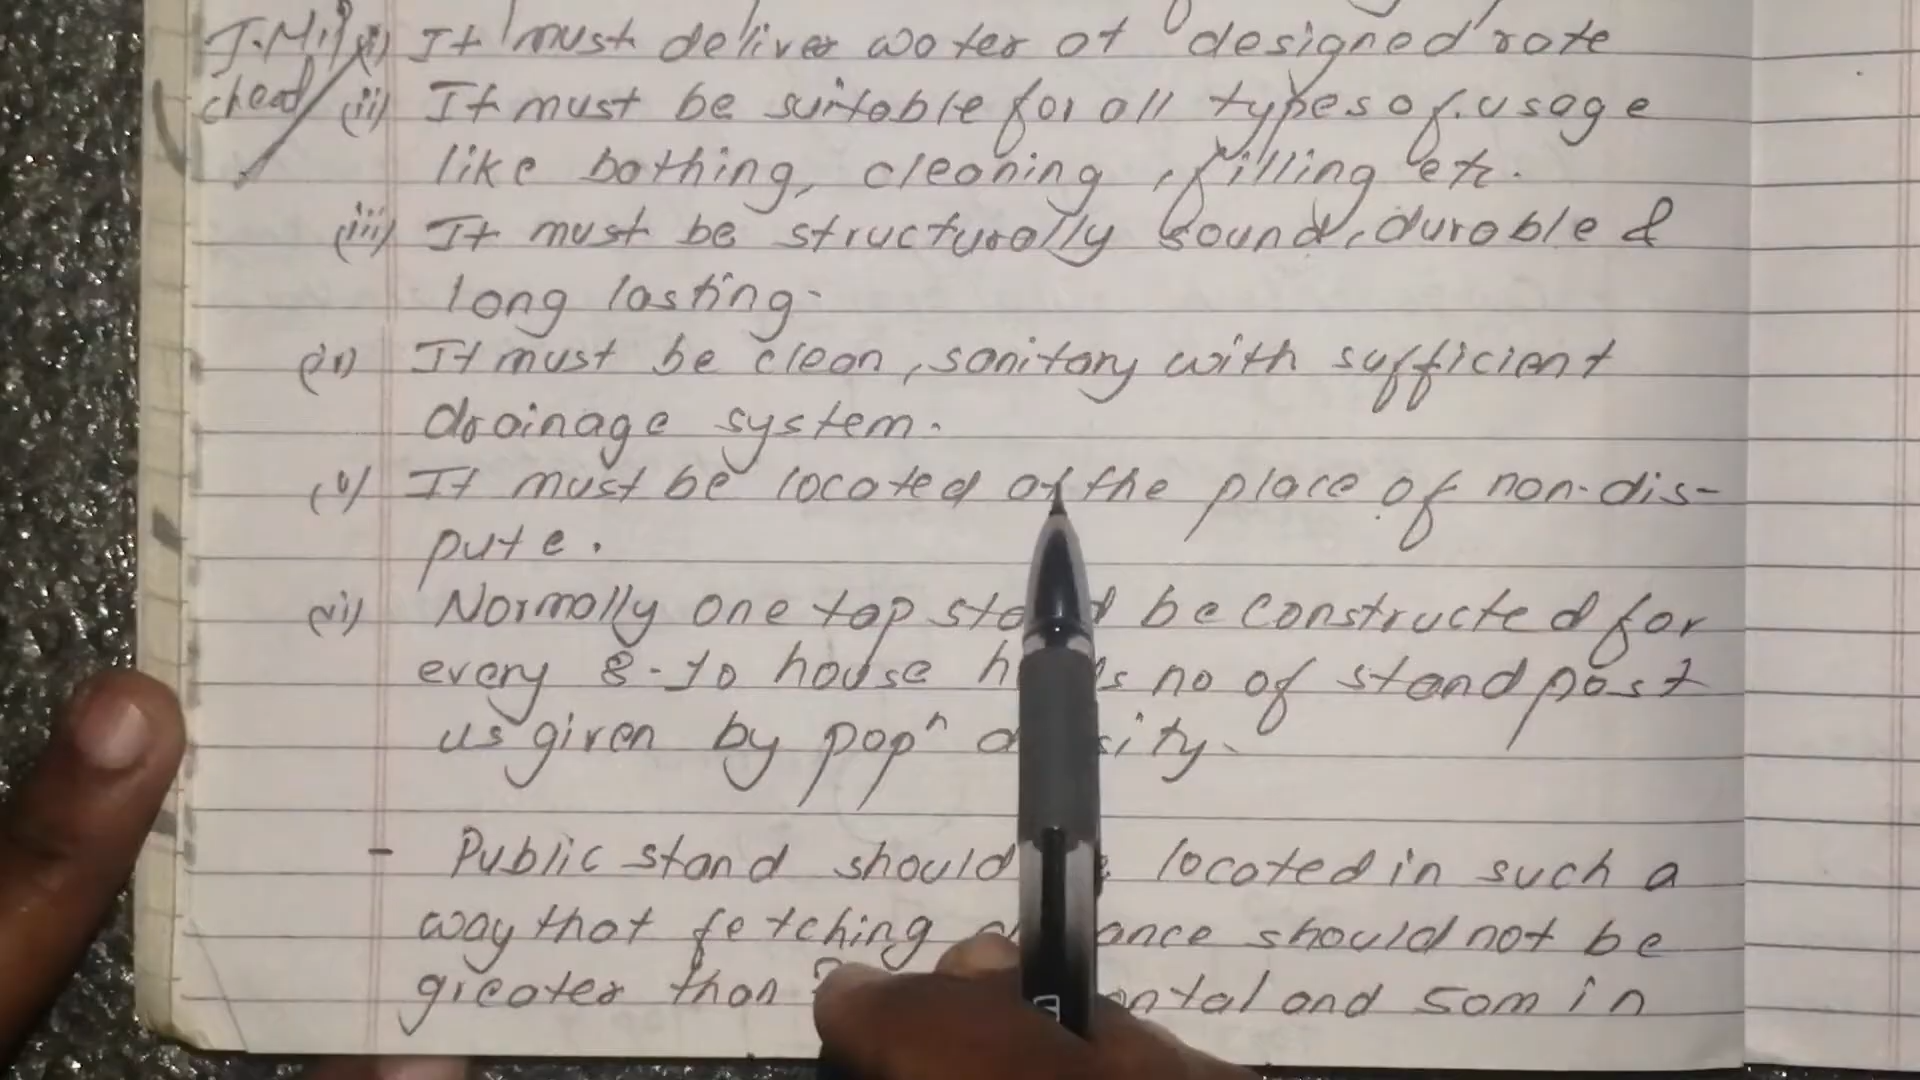 (i) It must deliver water at designed rate
(ii) It must be suitable for all types of usage
like bathing, cleaning, filling etc.
(iii) It must be structurally sound, durable &
long lasting.
(iv) It must be clean, sanitary with sufficient
drainage system.
(v) It must be located at the place of non-dis-
pute.
(vi) Normally one tap be constructed for
every 8-10 house no of stand post
us given by popn
- Public stand should located in such a
way that fetching should not be
greater than and 50m in